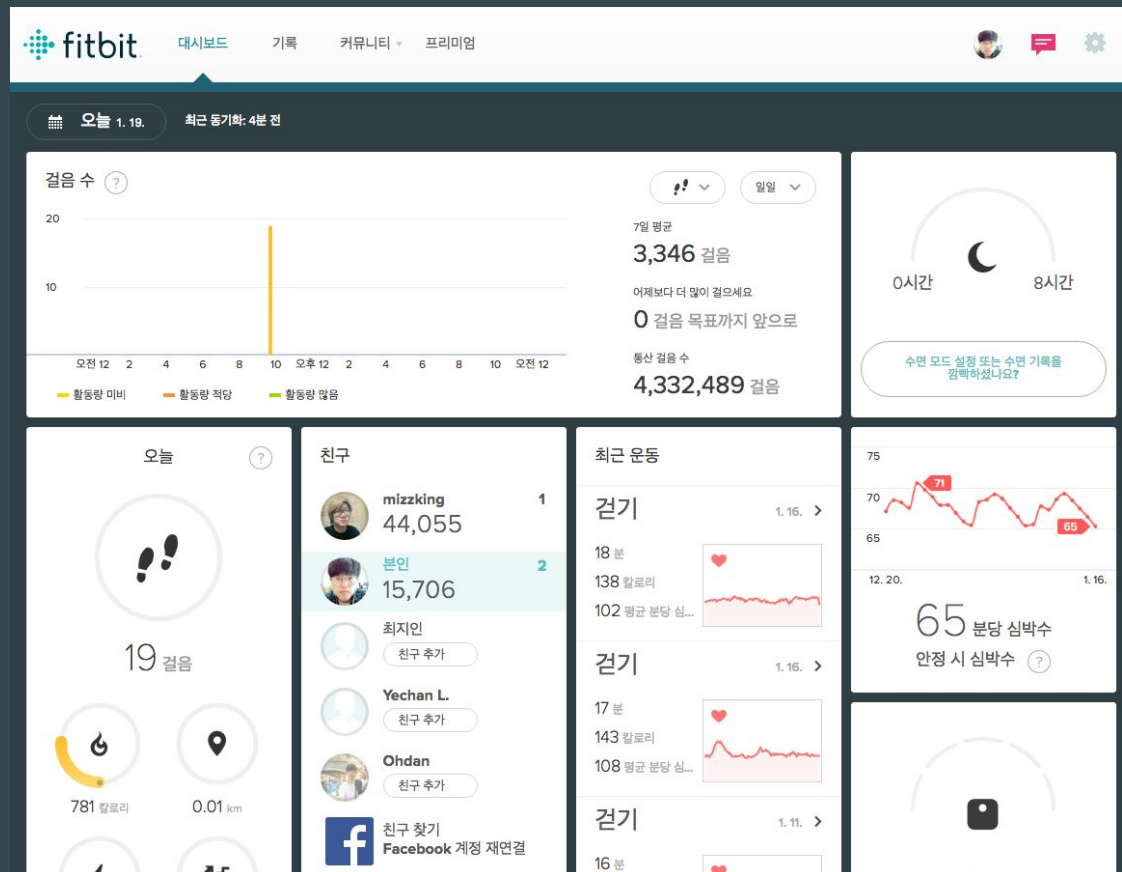 fitbit.
대시보드
기록
커뮤니티
프리미엄
오늘 1. 19.
최근 동기화: 4분 전
걸음 수 ?
일일
20
10
오전 12 2 4 6 8 10 오후 12 2 4 6 8 10 오전 12
활동량 미비 활동량 적당 활동량 많음
7일 평균
3,346 걸음
어제보다 더 많이 걸으세요
0 걸음 목표까지 앞으로
통산 걸음 수
4,332,489 걸음
0시간 8시간
수면 모드 설정 또는 수면 기록을
깜빡하셨나요?
오늘 ?
19 걸음
781 칼로리
0.01 km
친구
mizzking 1
44,055
본인 2
15,706
최지인
친구 추가
Yechan L.
친구 추가
Ohdan
친구 추가
친구 찾기
Facebook 계정 재연결
최근 운동
걷기 1. 16.
18 분
138 칼로리
102 평균 분당 심...
걷기 1. 16.
17 분
143 칼로리
108 평균 분당 심...
걷기 1. 11.
16 분
75
71
70
65
65
12. 20. 1. 16.
65 분당 심박수
안정 시 심박수 ?